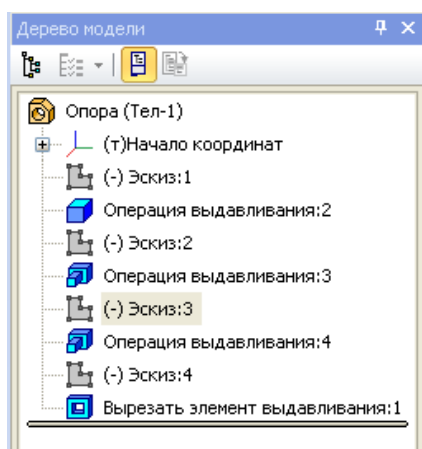 Дерево модели
Опора (Тел-1)
(т)Начало координат
(-) Эскиз:1
Операция выдавливания:2
(-) Эскиз:2
Операция выдавливания:3
(-) Эскиз:3
Операция выдавливания:4
(-) Эскиз:4
Вырезать элемент выдавливания:1